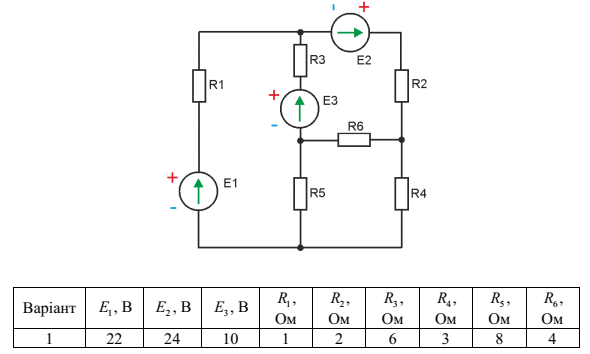 - +
E2
R3
R1
+
E3
R2
-
R6
+
E1
-
R5
R4
Варіант E₁, В E₂, В E₃, В R₁, Ом R₂, Ом R₃, Ом R₄, Ом R₅, Ом R₆, Ом
1 22 24 10 1 2 6 3 8 4